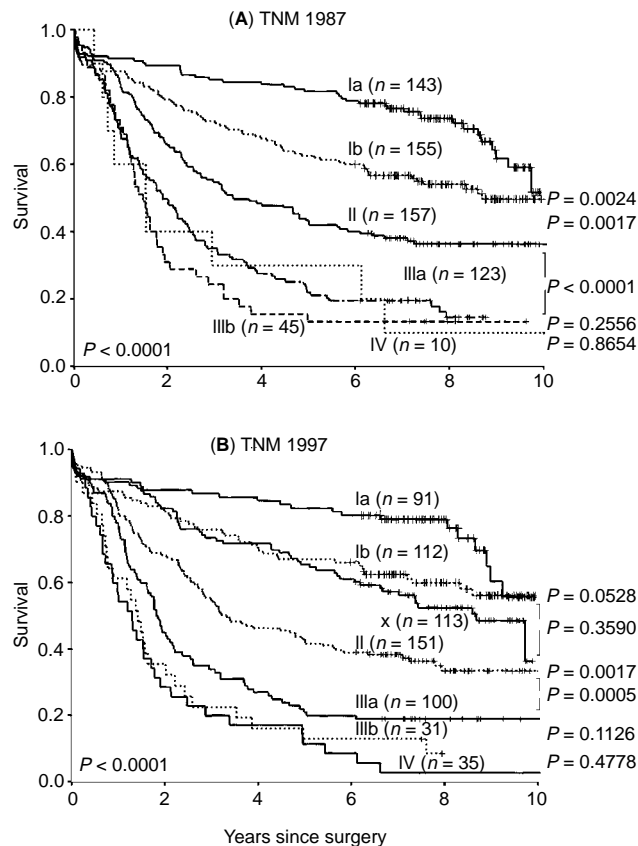 (A) TNM 1987
1.0
0.8
0.6
0.4
0.2
0.0
Survival
Ia (n = 143)
Ib (n = 155)
II (n = 157)
IIIa (n = 123)
IIIb (n = 45)
IV (n = 10)
P < 0.0001
P = 0.0024
P = 0.0017
P < 0.0001
P = 0.2556
P = 0.8654
0 2 4 6 8 10
(B) TNM 1997
1.0
0.8
0.6
0.4
0.2
0.0
Survival
Ia (n = 91)
Ib (n = 112)
x (n = 113)
II (n = 151)
IIIa (n = 100)
IIIb (n = 31)
IV (n = 35)
P < 0.0001
P = 0.0528
P = 0.3590
P = 0.0017
P = 0.0005
P = 0.1126
P = 0.4778
0 2 4 6 8 10
Years since surgery